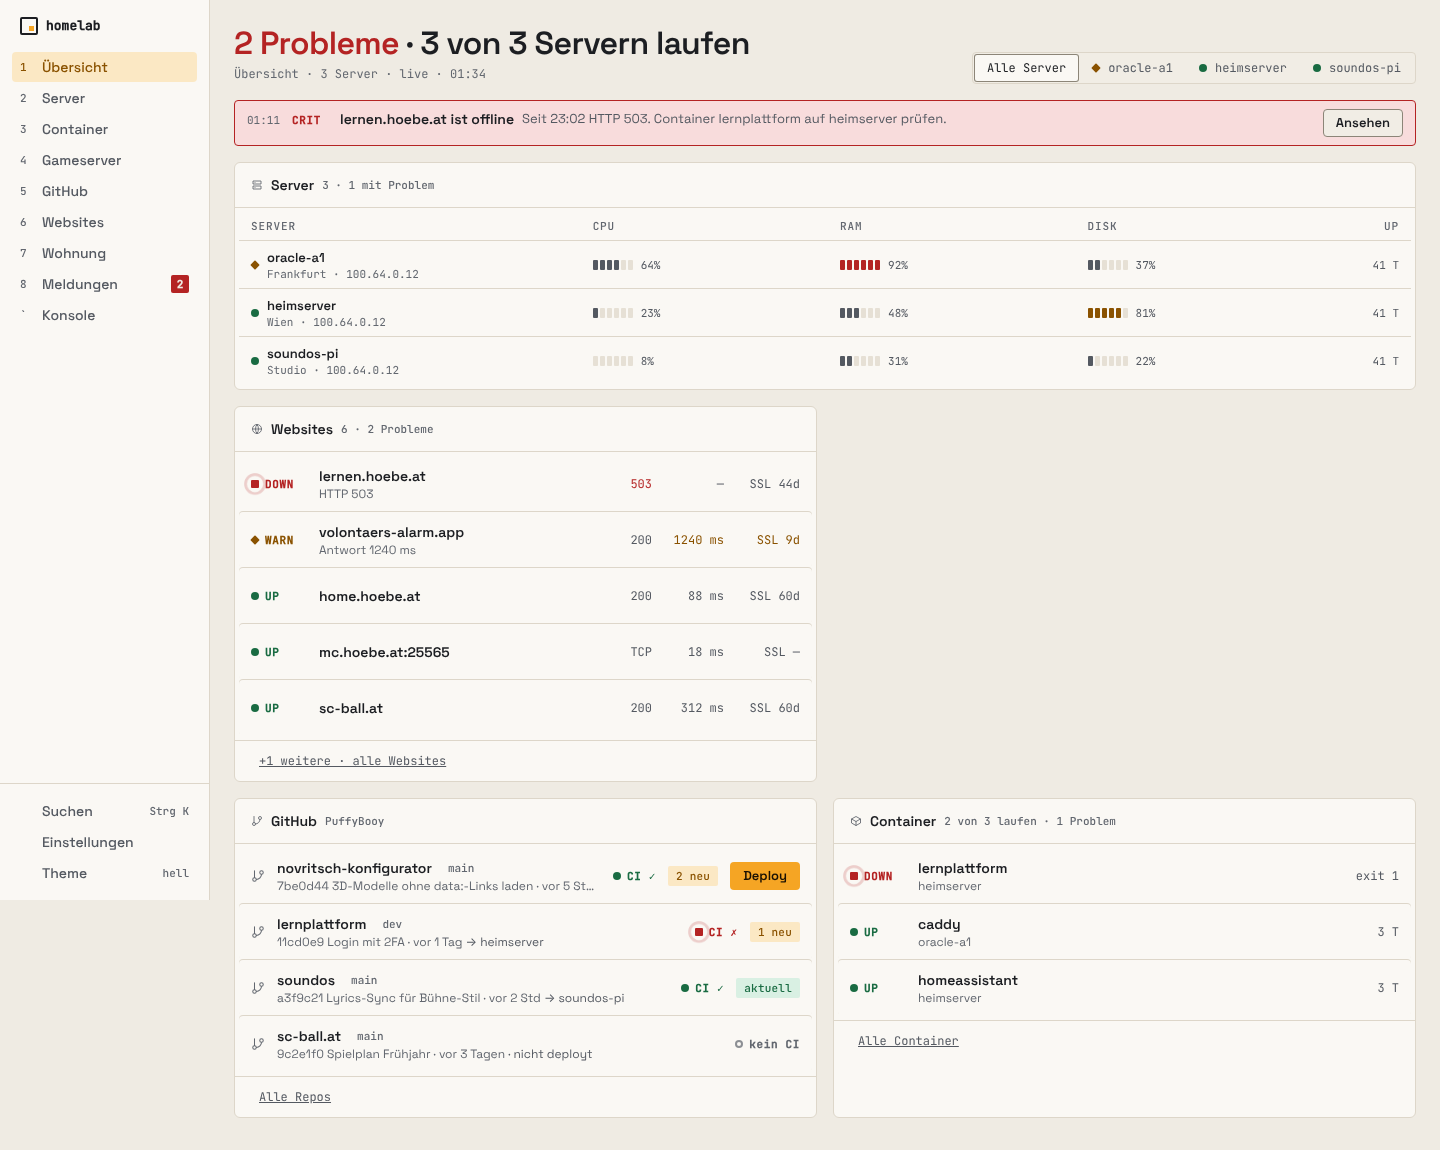 homelab
1 Übersicht
2 Server
3 Container
4 Gameserver
5 GitHub
6 Websites
7 Wohnung
8 Meldungen 2
` Konsole
Suchen Strg K
Einstellungen
Theme hell
2 Probleme · 3 von 3 Servern laufen
Übersicht · 3 Server · live · 01:34
Alle Server oracle-a1 heimserver soundos-pi
01:11 CRIT lernen.hoebe.at ist offline Seit 23:02 HTTP 503. Container lernplattform auf heimserver prüfen. Ansehen
Server 3 · 1 mit Problem
SERVER CPU RAM DISK UP
oracle-a1 64% 92% 37% 41 T
Frankfurt · 100.64.0.12
heimserver 23% 48% 81% 41 T
Wien · 100.64.0.12
soundos-pi 8% 31% 22% 41 T
Studio · 100.64.0.12
Websites 6 · 2 Probleme
DOWN lernen.hoebe.at 503 — SSL 44d
HTTP 503
WARN volontaers-alarm.app 200 1240 ms SSL 9d
Antwort 1240 ms
UP home.hoebe.at 200 88 ms SSL 60d
UP mc.hoebe.at:25565 TCP 18 ms SSL —
UP sc-ball.at 200 312 ms SSL 60d
+1 weitere · alle Websites
GitHub PuffyBooy
novritsch-konfigurator main CI ✓ 2 neu Deploy
7be0d44 3D-Modelle ohne data:-Links laden · vor 5 St…
lernplattform dev CI ✗ 1 neu
11cd0e9 Login mit 2FA · vor 1 Tag → heimserver
soundos main CI ✓ aktuell
a3f9c21 Lyrics-Sync für Bühne-Stil · vor 2 Std → soundos-pi
sc-ball.at main kein CI
9c2e1f0 Spielplan Frühjahr · vor 3 Tagen · nicht deployt
Alle Repos
Container 2 von 3 laufen · 1 Problem
DOWN lernplattform exit 1
heimserver
UP caddy 3 T
oracle-a1
UP homeassistant 3 T
heimserver
Alle Container